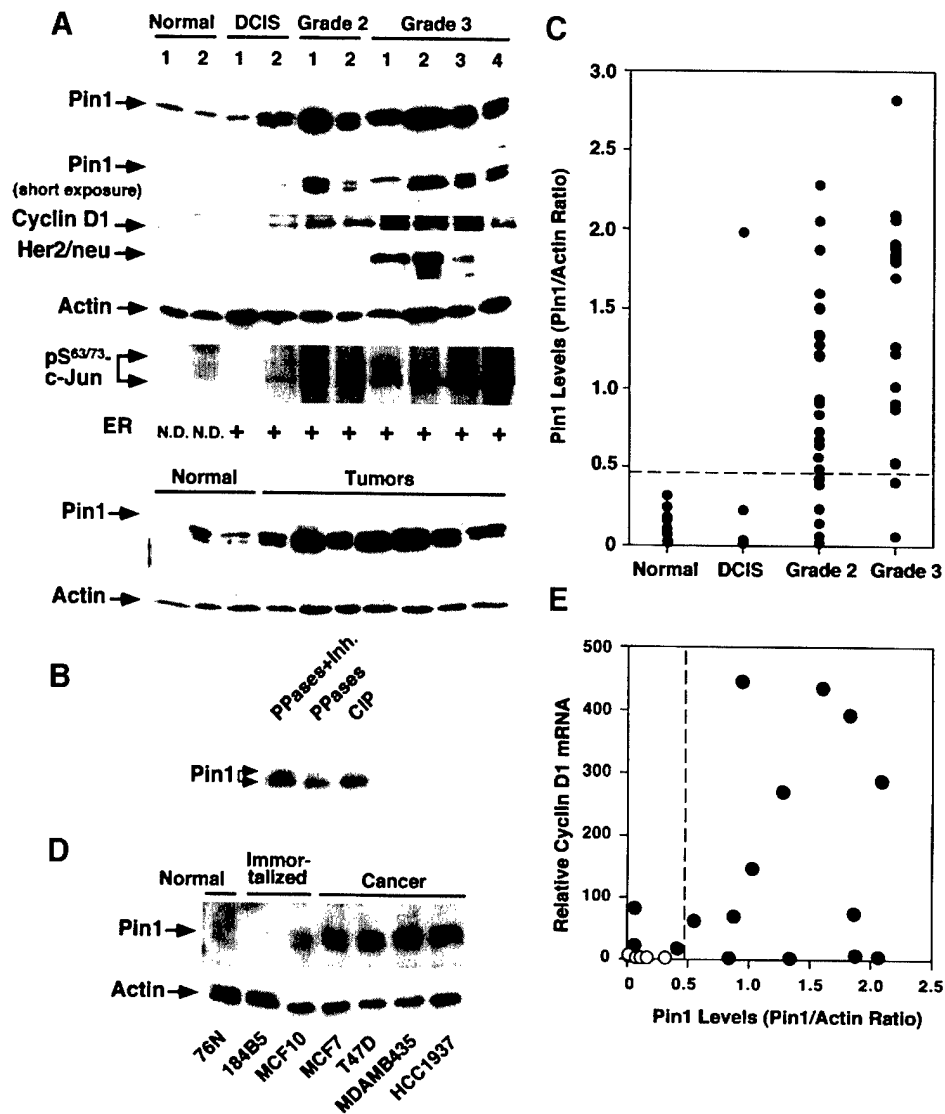 A
Normal DCIS Grade 2 Grade 3
1 2 1 2 1 2 1 2 3 4
Pin1
Pin1
(short exposure)
Cyclin D1
Her2/neu
Actin
pS63/73-
c-Jun
ER N.D. N.D. + + + + + + + +
Normal Tumors
Pin1
Actin
B
PPases+Inh.
PPases
CIP
Pin1
D
Normal Immor-
talized Cancer
Pin1
Actin
76N
184B5
MCF10
MCF7
T47D
MDAMB435
HCC1937
C
Pin1 Levels (Pin1/Actin Ratio)
3.0
2.5
2.0
1.5
1.0
0.5
0
Normal DCIS Grade 2 Grade 3
E
Relative Cyclin D1 mRNA
500
400
300
200
100
0
0 0.5 1.0 1.5 2.0 2.5
Pin1 Levels (Pin1/Actin Ratio)